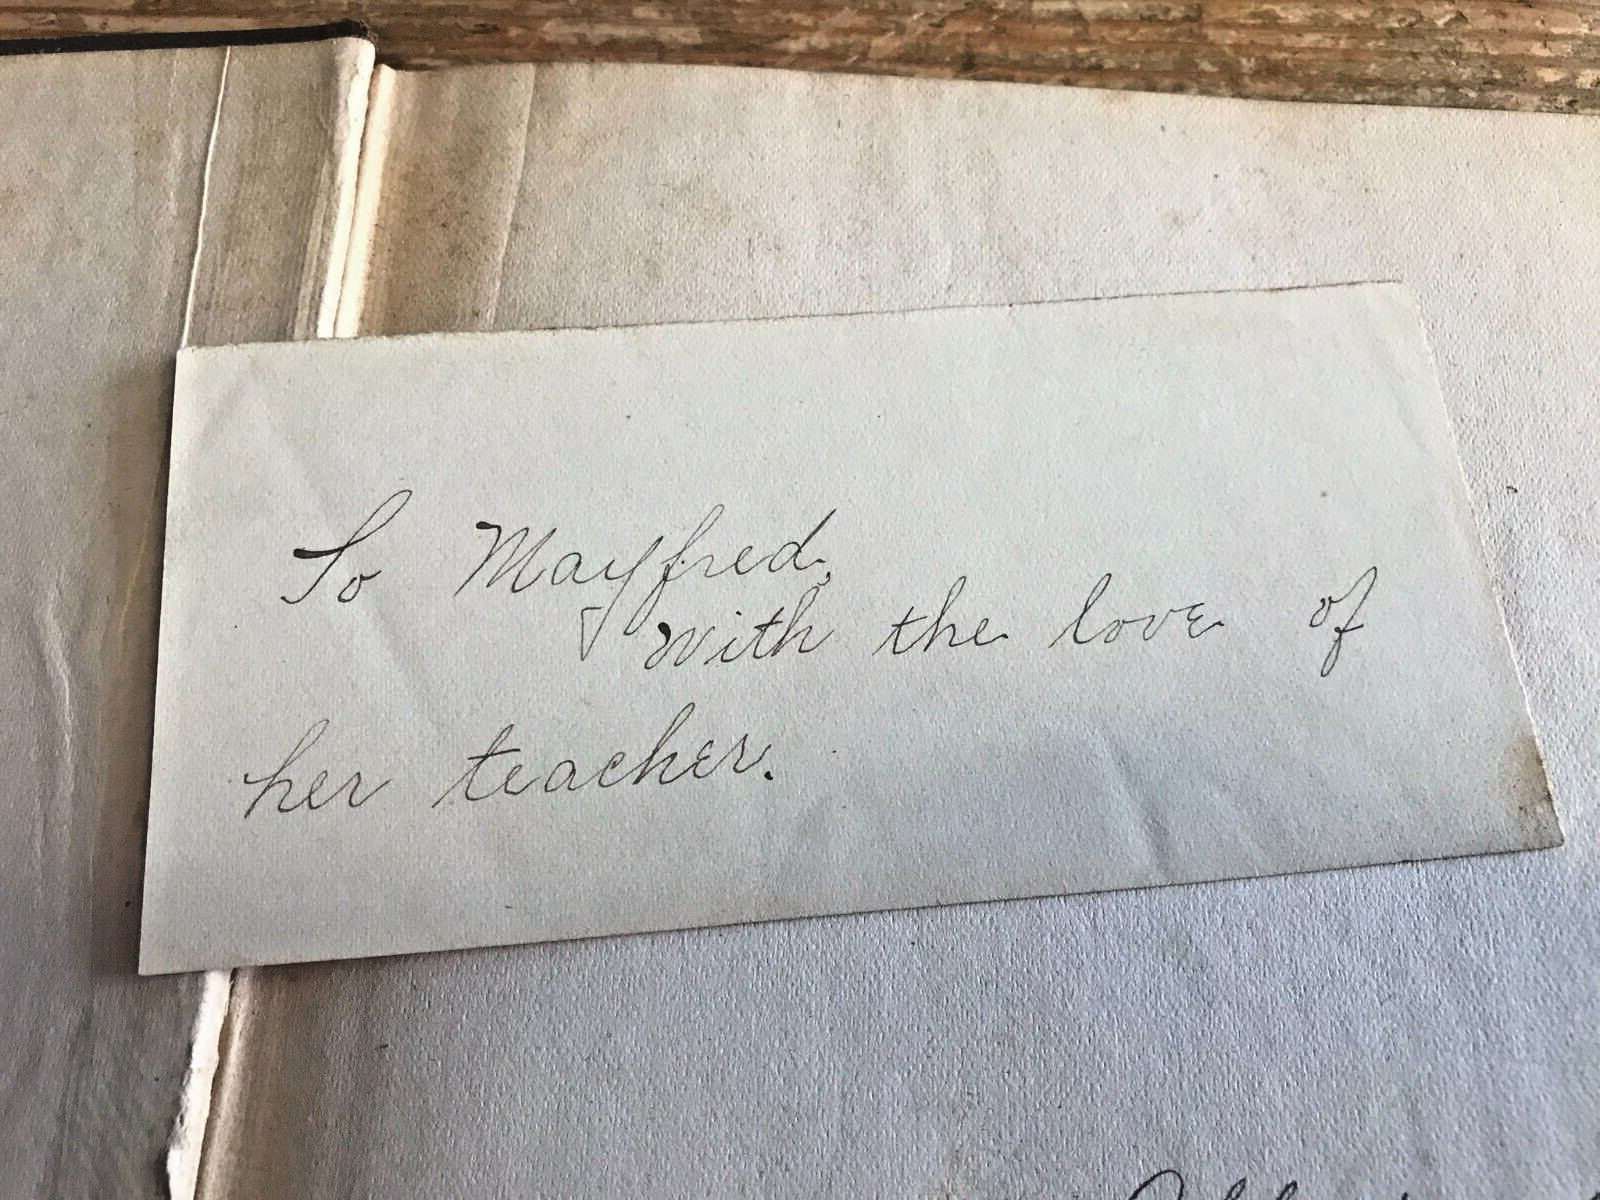 To Mayfred,
with the love of
her teacher.